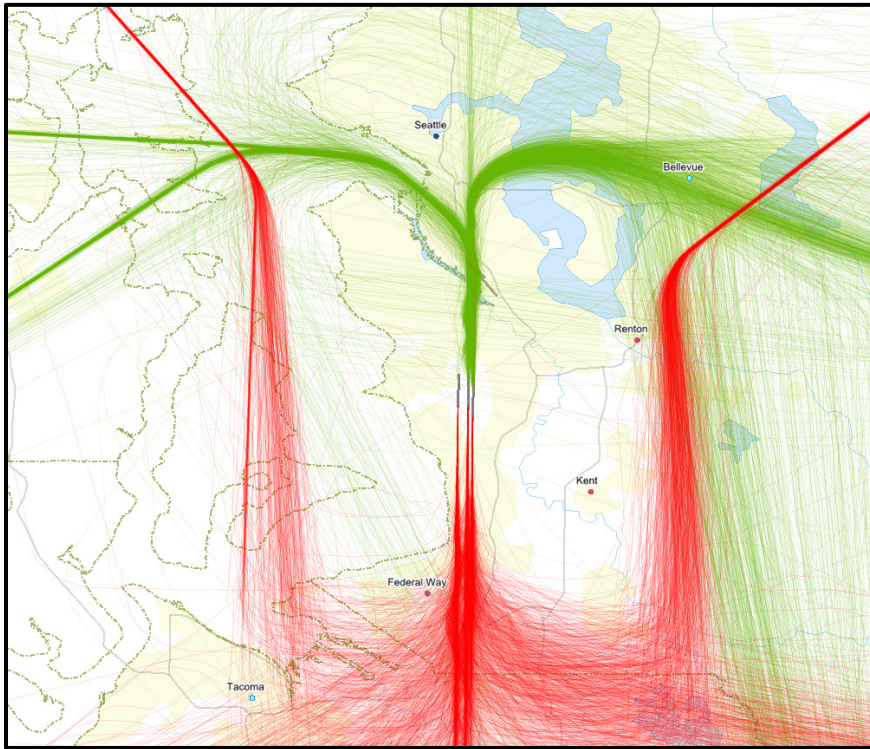 Seattle
Bellevue
Renton
Kent
Federal Way
Tacoma